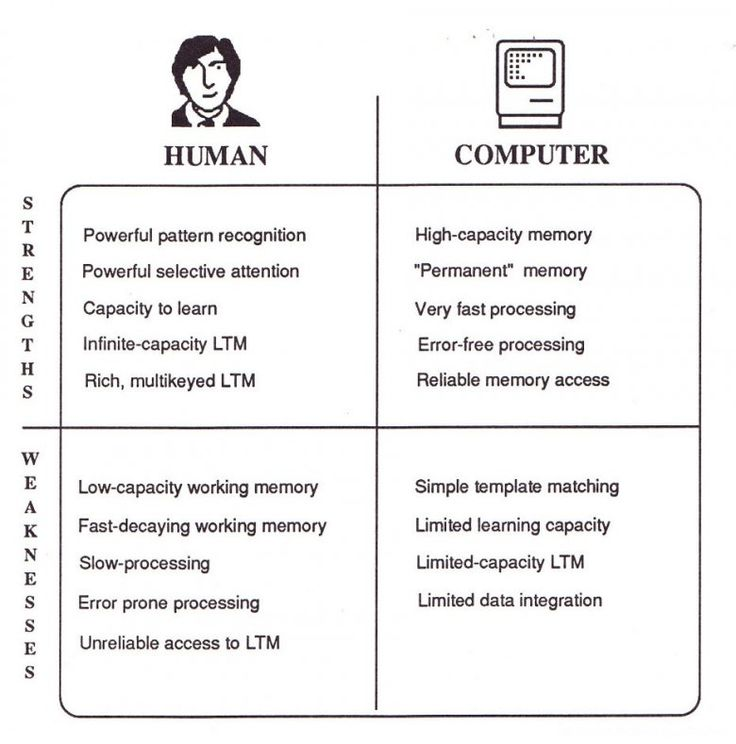 HUMAN
COMPUTER
STRENGTHS
Powerful pattern recognition
Powerful selective attention
Capacity to learn
Infinite-capacity LTM
Rich, multikeyed LTM
High-capacity memory
"Permanent" memory
Very fast processing
Error-free processing
Reliable memory access
WEAKNESSES
Low-capacity working memory
Fast-decaying working memory
Slow-processing
Error prone processing
Unreliable access to LTM
Simple template matching
Limited learning capacity
Limited-capacity LTM
Limited data integration